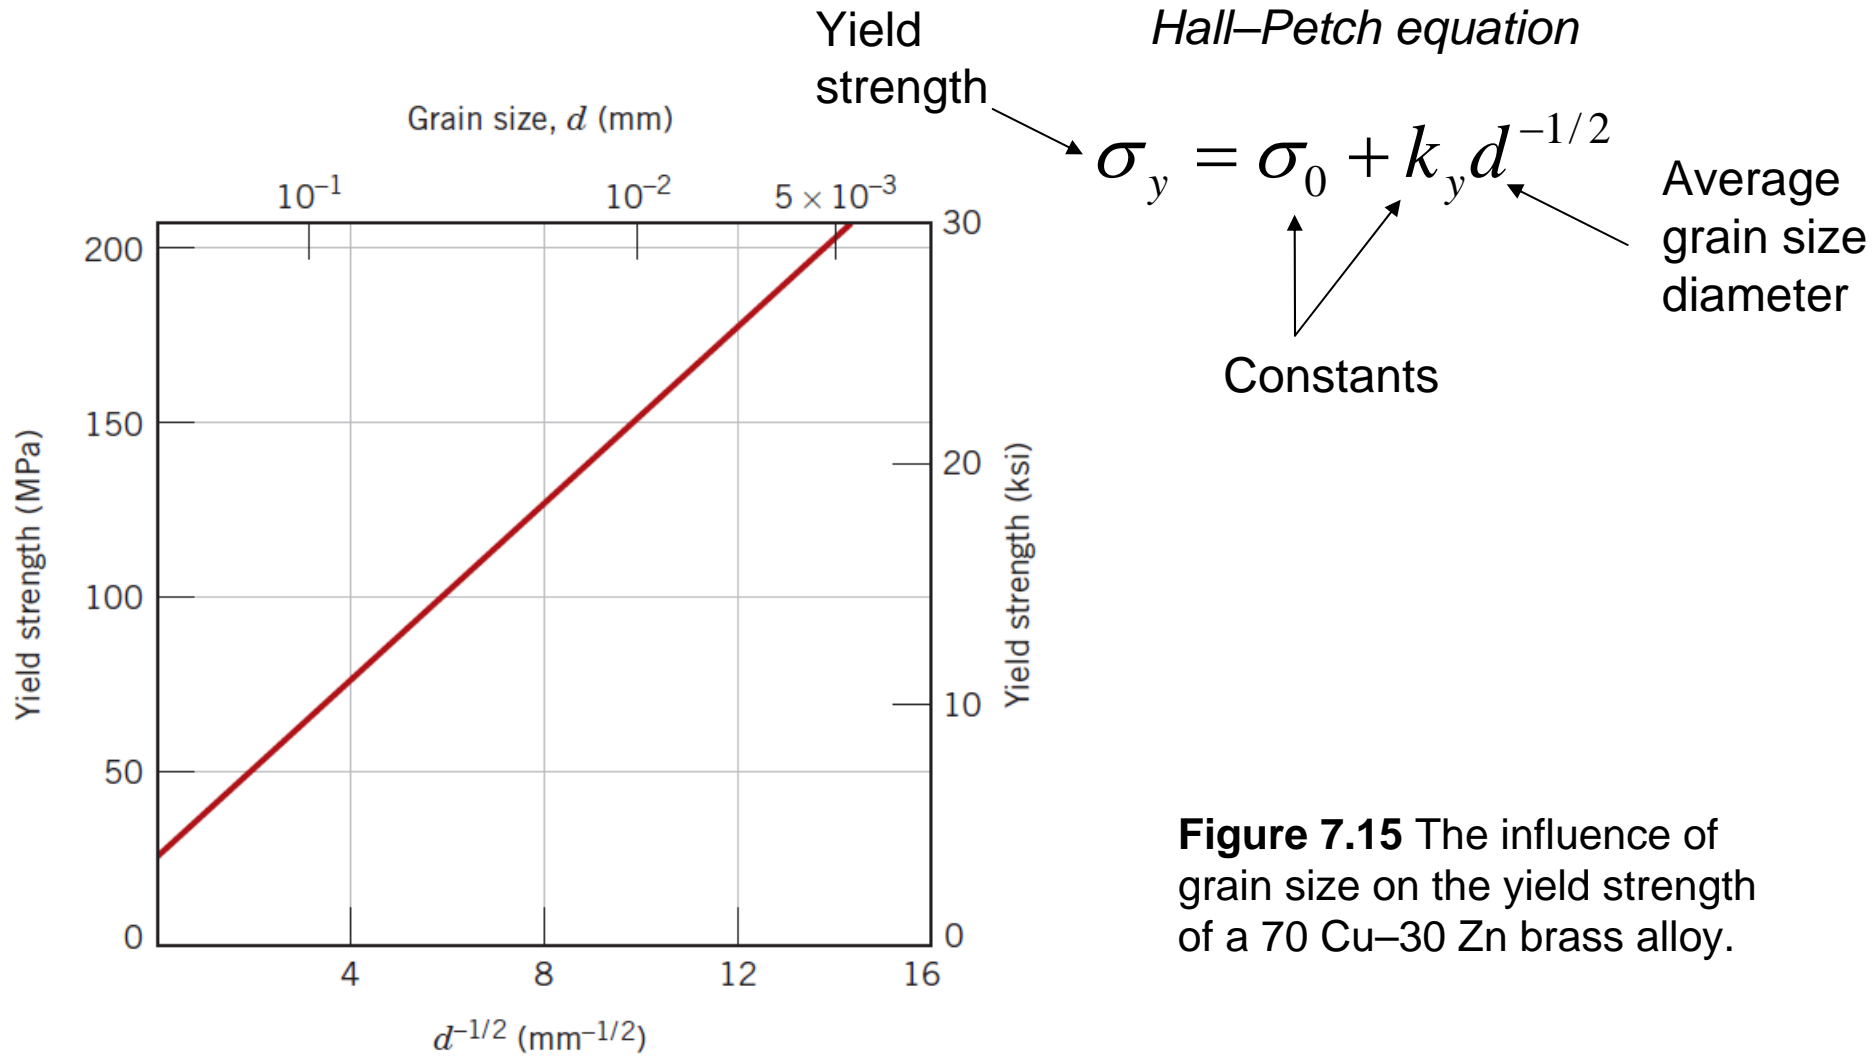 Yield
strength
Hall–Petch equation
σy = σ0 + kyd−1/2
Average
grain size
diameter
Constants
Grain size, d (mm)
10−1 10−2 5 × 10−3
200
150
100
50
0
Yield strength (MPa)
30
20
10
0
Yield strength (ksi)
4 8 12 16
d−1/2 (mm−1/2)
Figure 7.15 The influence of
grain size on the yield strength
of a 70 Cu–30 Zn brass alloy.